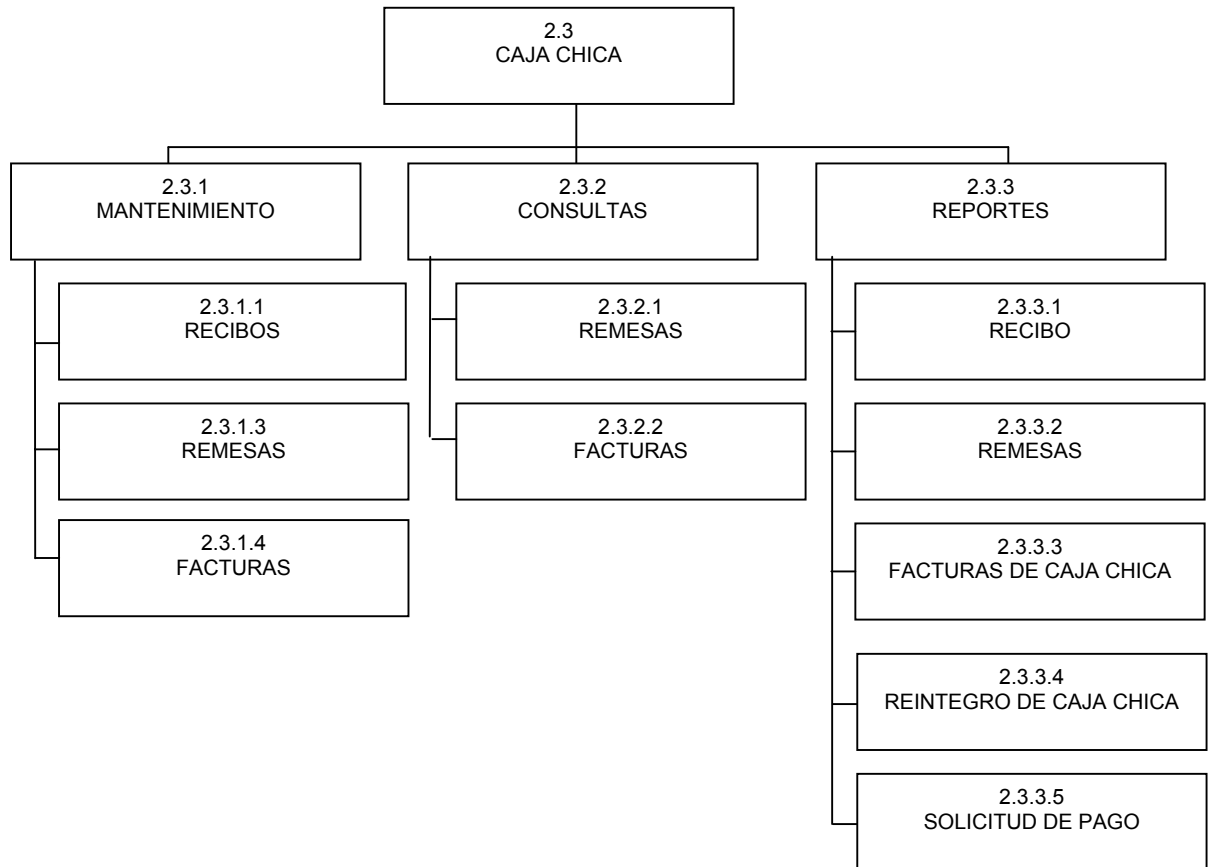 2.3
CAJA CHICA
2.3.1
MANTENIMIENTO
2.3.2
CONSULTAS
2.3.3
REPORTES
2.3.1.1
RECIBOS
2.3.2.1
REMESAS
2.3.3.1
RECIBO
2.3.1.3
REMESAS
2.3.2.2
FACTURAS
2.3.3.2
REMESAS
2.3.1.4
FACTURAS
2.3.3.3
FACTURAS DE CAJA CHICA
2.3.3.4
REINTEGRO DE CAJA CHICA
2.3.3.5
SOLICITUD DE PAGO